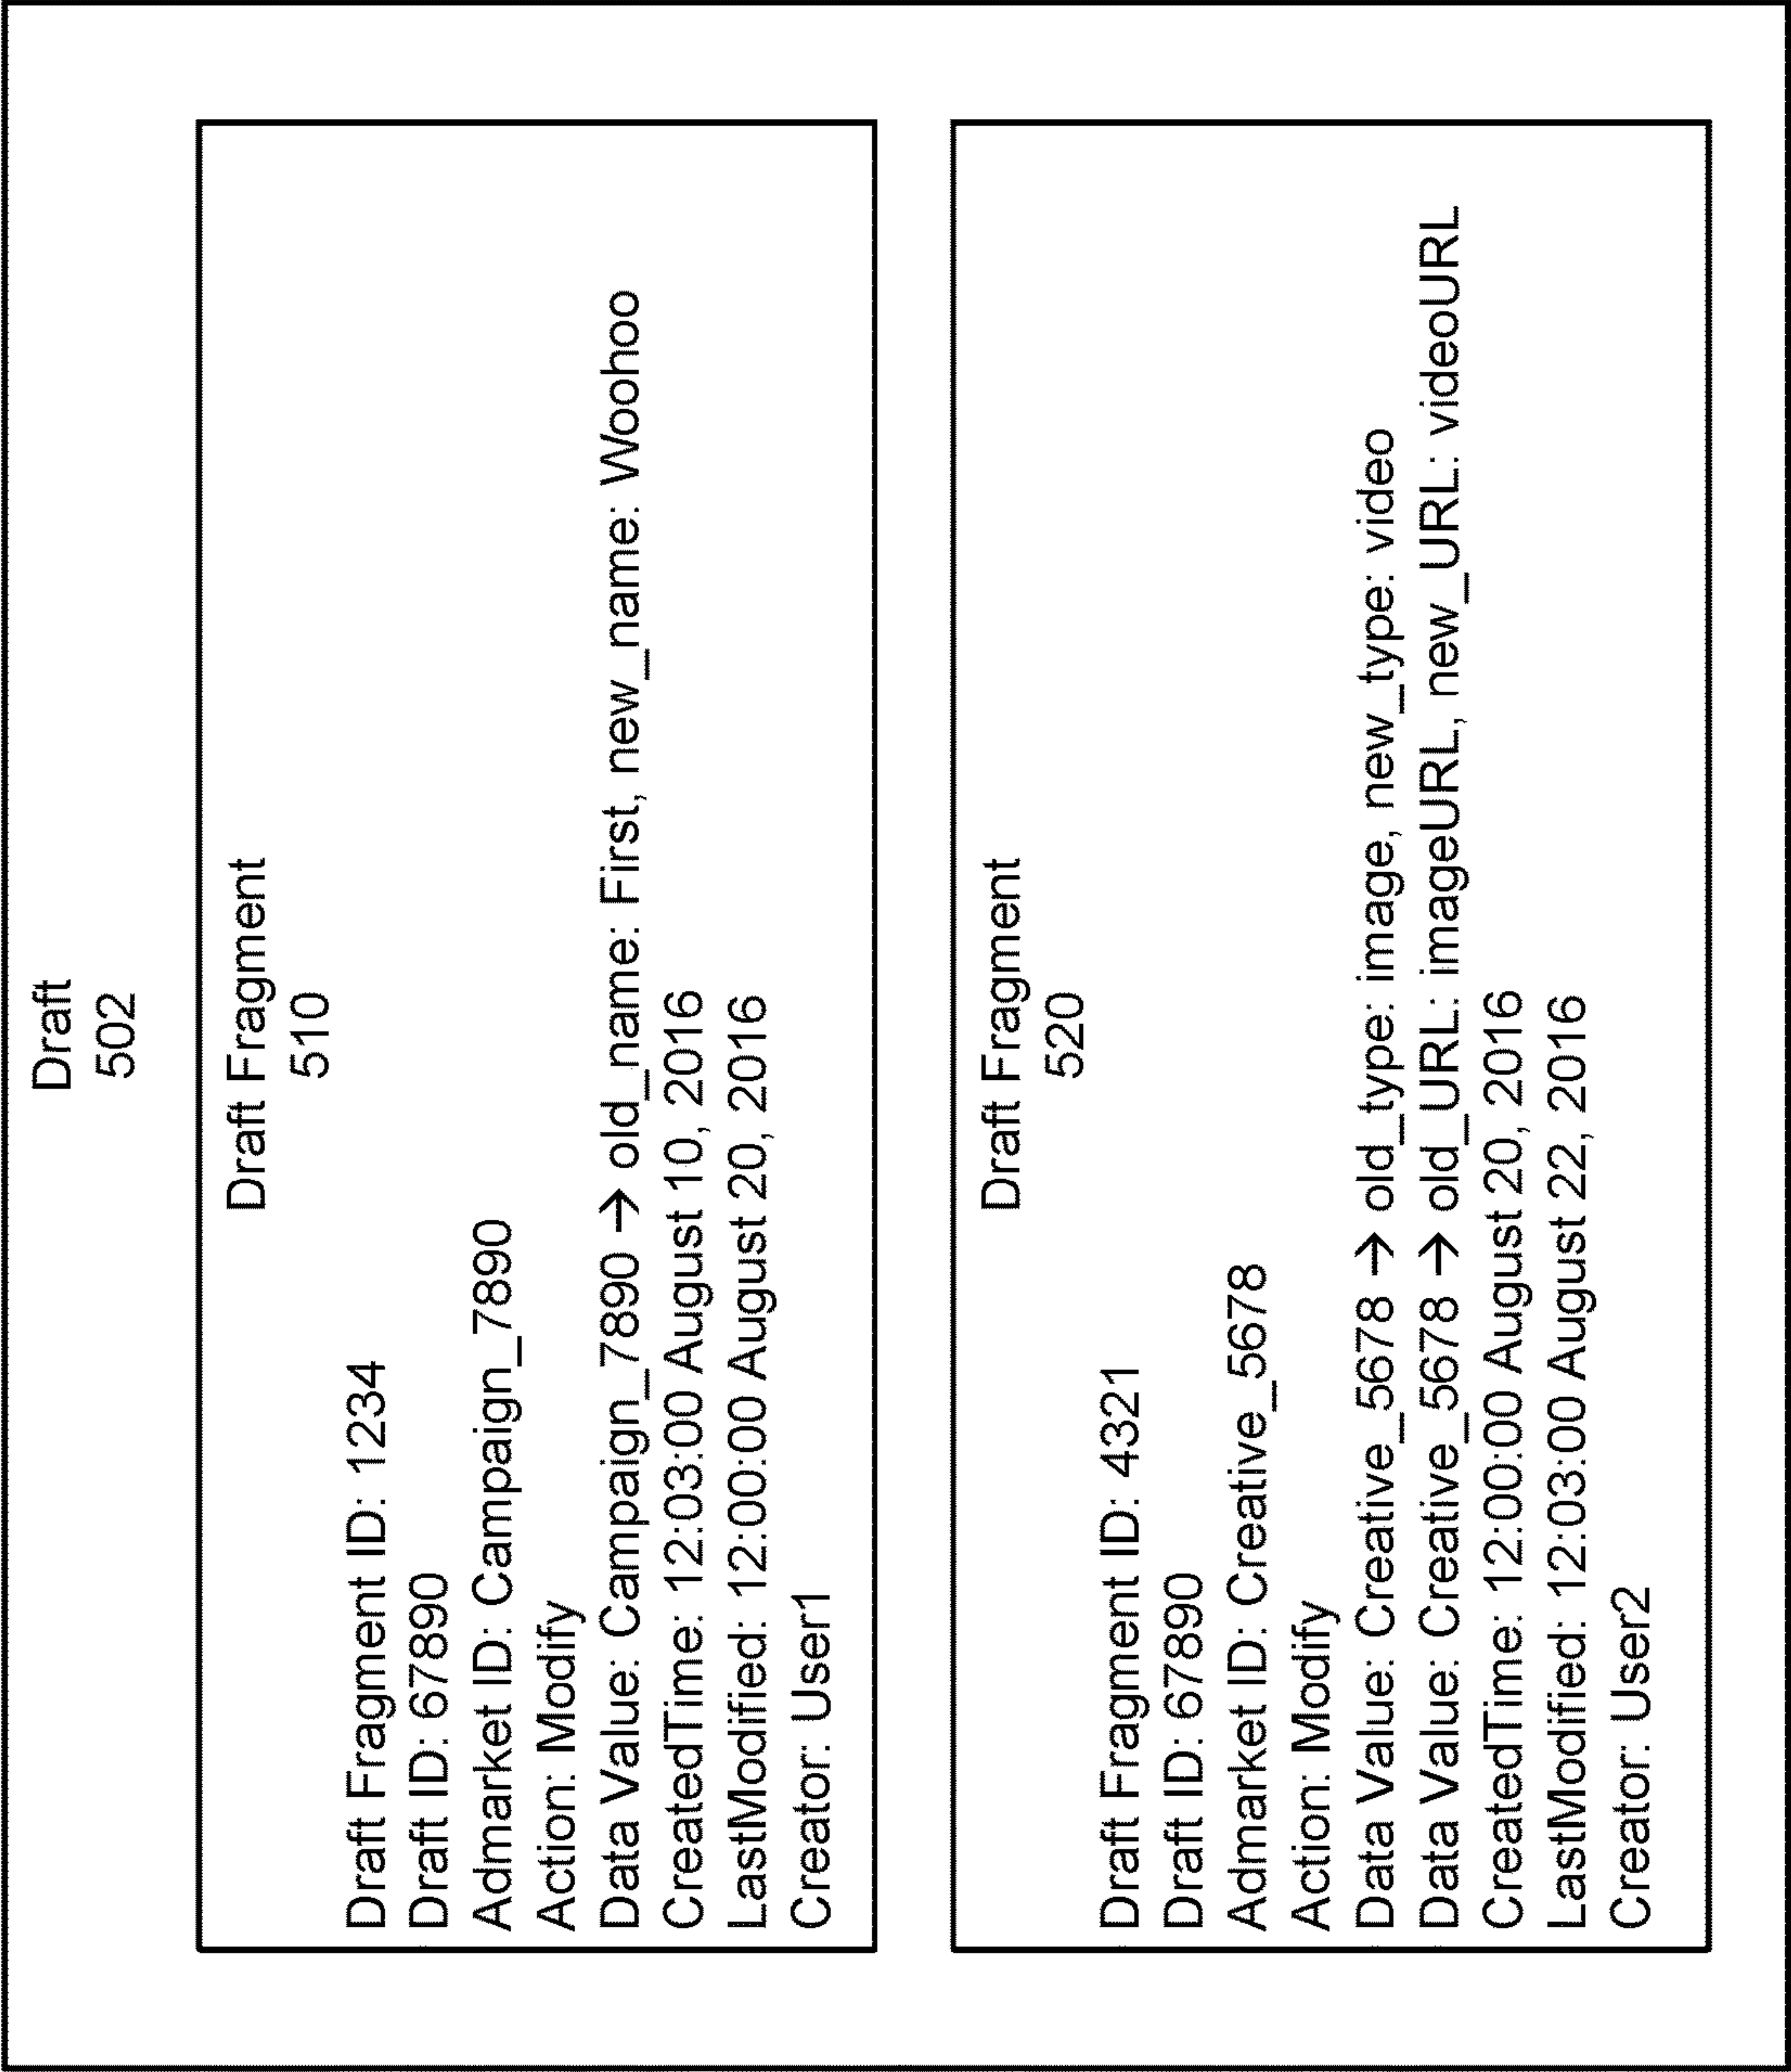 Draft
502
Draft Fragment
510
Draft Fragment ID: 1234
Draft ID: 67890
Admarket ID: Campaign_7890
Action: Modify
Data Value: Campaign_7890 → old_name: First, new_name: Woohoo
CreatedTime: 12:03:00 August 10, 2016
LastModified: 12:00:00 August 20, 2016
Creator: User1
Draft Fragment
520
Draft Fragment ID: 4321
Draft ID: 67890
Admarket ID: Creative_5678
Action: Modify
Data Value: Creative_5678 → old_type: image, new_type: video
Data Value: Creative_5678 → old_URL: imageURL, new_URL: videoURL
CreatedTime: 12:00:00 August 20, 2016
LastModified: 12:03:00 August 22, 2016
Creator: User2